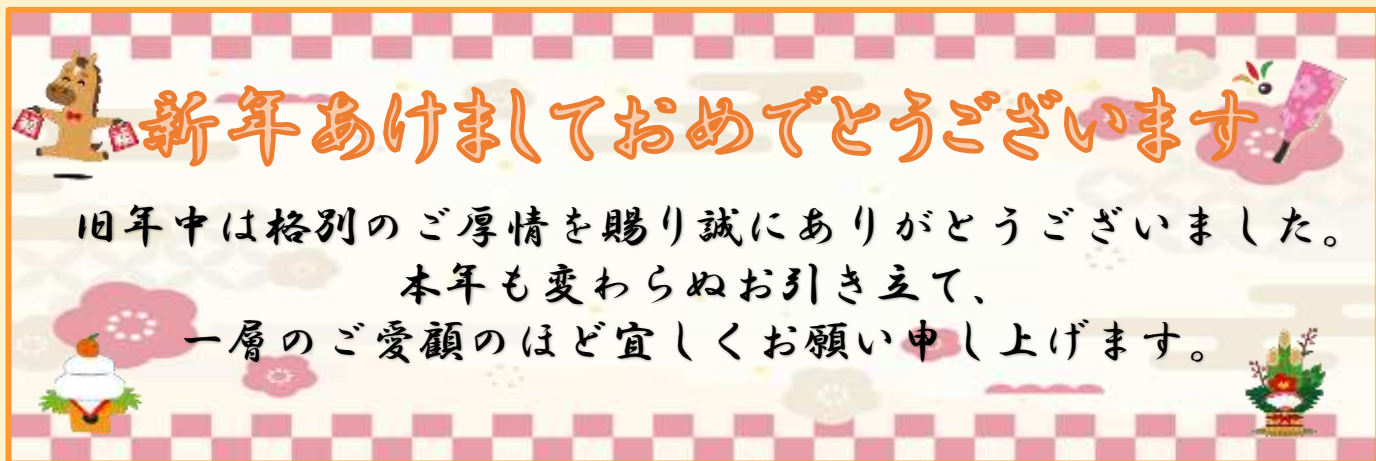 新年あけましておめでとうございます
旧年中は格別のご厚情を賜り誠にありがとうございました。
本年も変わらぬお引き立て、
一層のご愛顧のほど宜しくお願い申し上げます。